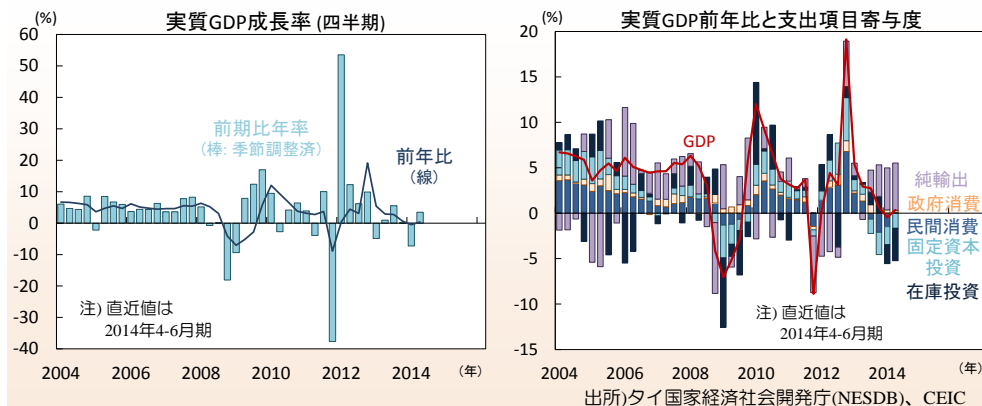 実質GDP成長率 (四半期)
(%)
60
50
40
30
20
10
0
-10
-20
-30
-40
前期比年率
(棒: 季節調整済)
前年比
(線)
注) 直近値は
2014年4-6月期
2004 2006 2008 2010 2012 2014 (年)
実質GDP前年比と支出項目寄与度
(%)
20
15
10
5
0
-5
-10
-15
GDP
純輸出
政府消費
民間消費
固定資本
投資
在庫投資
注) 直近値は
2014年4-6月期
2004 2006 2008 2010 2012 2014 (年)
出所)タイ国家経済社会開発庁(NESDB)、CEIC